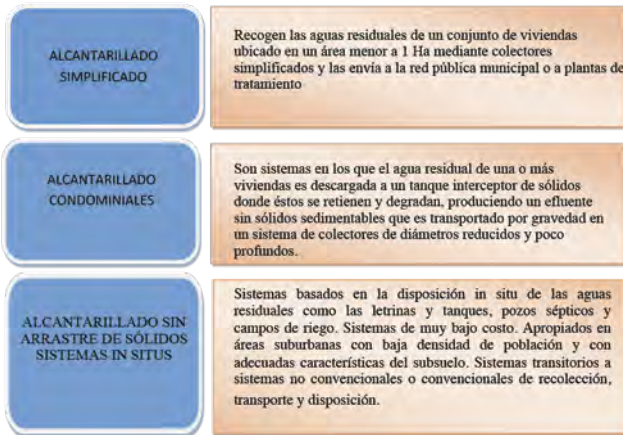 ALCANTARILLADO
SIMPLIFICADO
Recogen las aguas residuales de un conjunto de viviendas
ubicado en un área menor a 1 Ha mediante colectores
simplificados y las envía a la red pública municipal o a plantas de
tratamiento
ALCANTARILLADO
CONDOMINIALES
Son sistemas en los que el agua residual de una o más
viviendas es descargada a un tanque interceptor de sólidos
donde éstos se retienen y degradan, produciendo un efluente
sin sólidos sedimentables que es transportado por gravedad en
un sistema de colectores de diámetros reducidos y poco
profundos.
ALCANTARILLADO SIN
ARRASTRE DE SÓLIDOS
SISTEMAS IN SITUS
Sistemas basados en la disposición in situ de las aguas
residuales como las letrinas y tanques, pozos sépticos y
campos de riego. Sistemas de muy bajo costo. Apropiados en
áreas suburbanas con baja densidad de población y con
adecuadas características del subsuelo. Sistemas transitorios a
sistemas no convencionales o convencionales de recolección,
transporte y disposición.